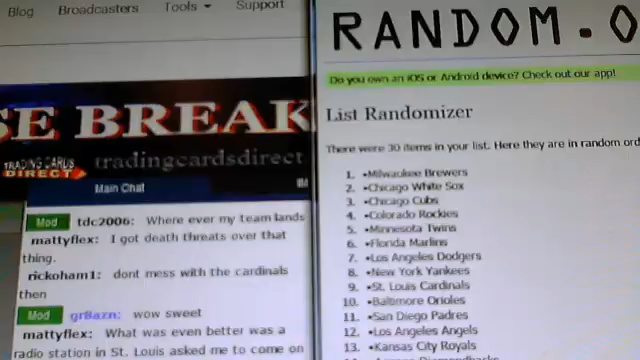 Blog Broadcasters Tools Support
SE BREAK
TRADING CARDS
DIRECT
tradingcardsdirect
Main Chat
Mod tdc2006: Where ever my team lands
mattyflex: I got death threats over that
thing.
rickoham1: dont mess with the cardinals
then
Mod gr8azn: wow sweet
mattyflex: What was even better was a
radio station in St. Louis asked me to come on
RANDOM.O
Do you own an iOS or Android device? Check out our app!
List Randomizer
There were 30 items in your list. Here they are in random ord
1. •Milwaukee Brewers
2. •Chicago White Sox
3. •Chicago Cubs
4. •Colorado Rockies
5. •Minnesota Twins
6. •Florida Marlins
7. •Los Angeles Dodgers
8. •New York Yankees
9. •St. Louis Cardinals
10. •Baltimore Orioles
11. •San Diego Padres
12. •Los Angeles Angels
13. •Kansas City Royals